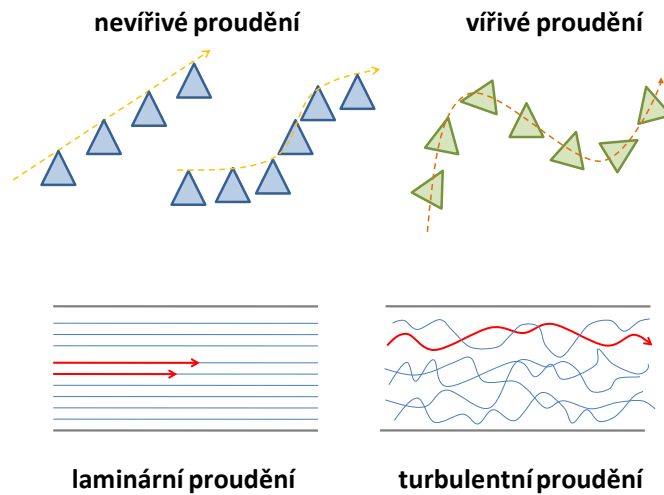 nevířivé proudění
vířivé proudění
laminární proudění
turbulentní proudění